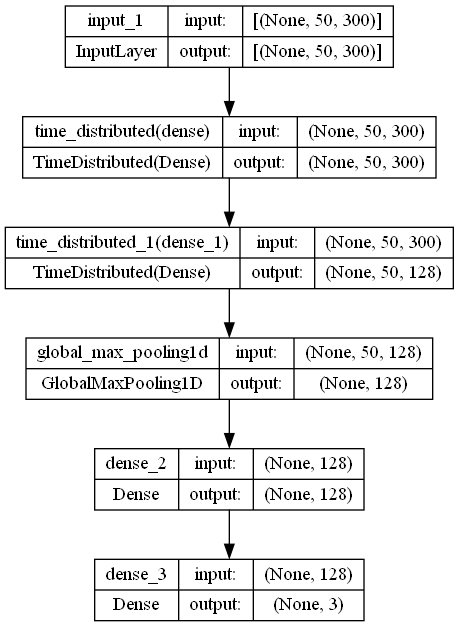 input_1 input: [(None, 50, 300)]
InputLayer output: [(None, 50, 300)]
time_distributed(dense) input: (None, 50, 300)
TimeDistributed(Dense) output: (None, 50, 300)
time_distributed_1(dense_1) input: (None, 50, 300)
TimeDistributed(Dense) output: (None, 50, 128)
global_max_pooling1d input: (None, 50, 128)
GlobalMaxPooling1D output: (None, 128)
dense_2 input: (None, 128)
Dense output: (None, 128)
dense_3 input: (None, 128)
Dense output: (None, 3)